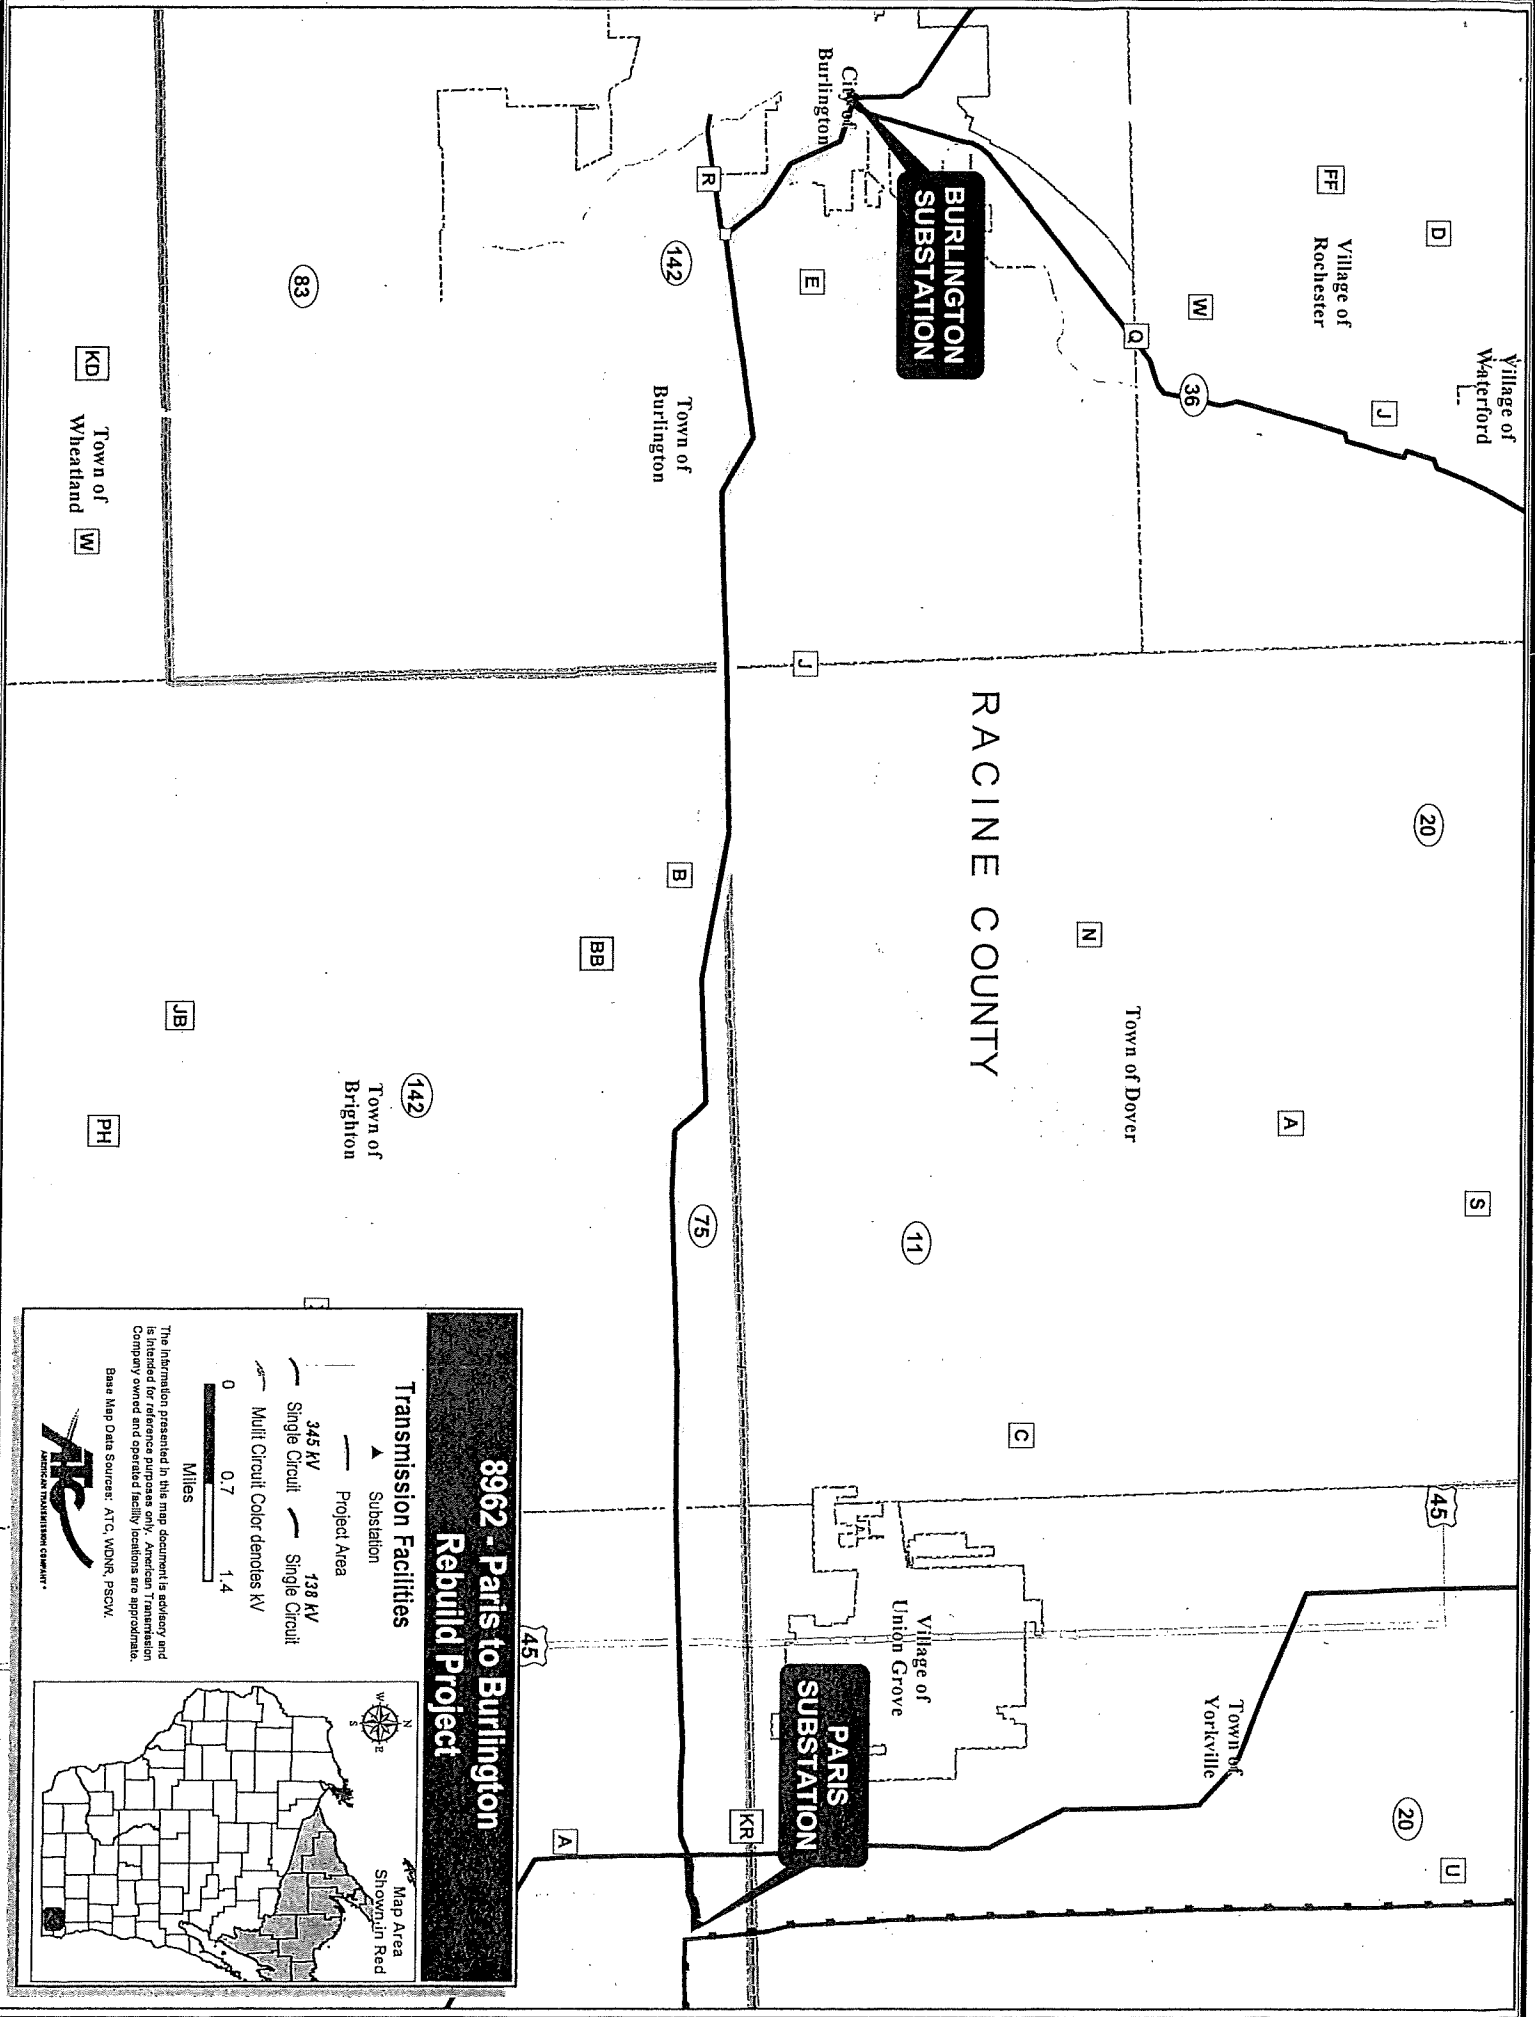 Village of
Waterford
D
FF
Village of
Rochester
W
J
Q
36
20
S
A
45
U
20
Town of
Yorkville
N
Town of Dover
RACINE COUNTY
11
C
City of
Burlington
BURLINGTON
SUBSTATION
E
J
Village of
Union Grove
PARIS
SUBSTATION
KR
R
142
Town of
Burlington
B
75
BB
A
45
83
142
Town of
Brighton
JB
PH
KD
Town of
Wheatland
W
8962 - Paris to Burlington
Rebuild Project
Transmission Facilities
Substation
Project Area
345 kV
138 kV
Single Circuit
Single Circuit
Mulit Circuit Color denotes kV
0
0.7
1.4
Miles
The information presented in this map document is advisory and
is intended for reference purposes only. American Transmission
Company owned and operated facility locations are approximate.
Base Map Data Sources: ATC, WDNR, PSCW.
ATC
AMERICAN TRANSMISSION COMPANY®
N
W
E
S
Map Area
Shown in Red